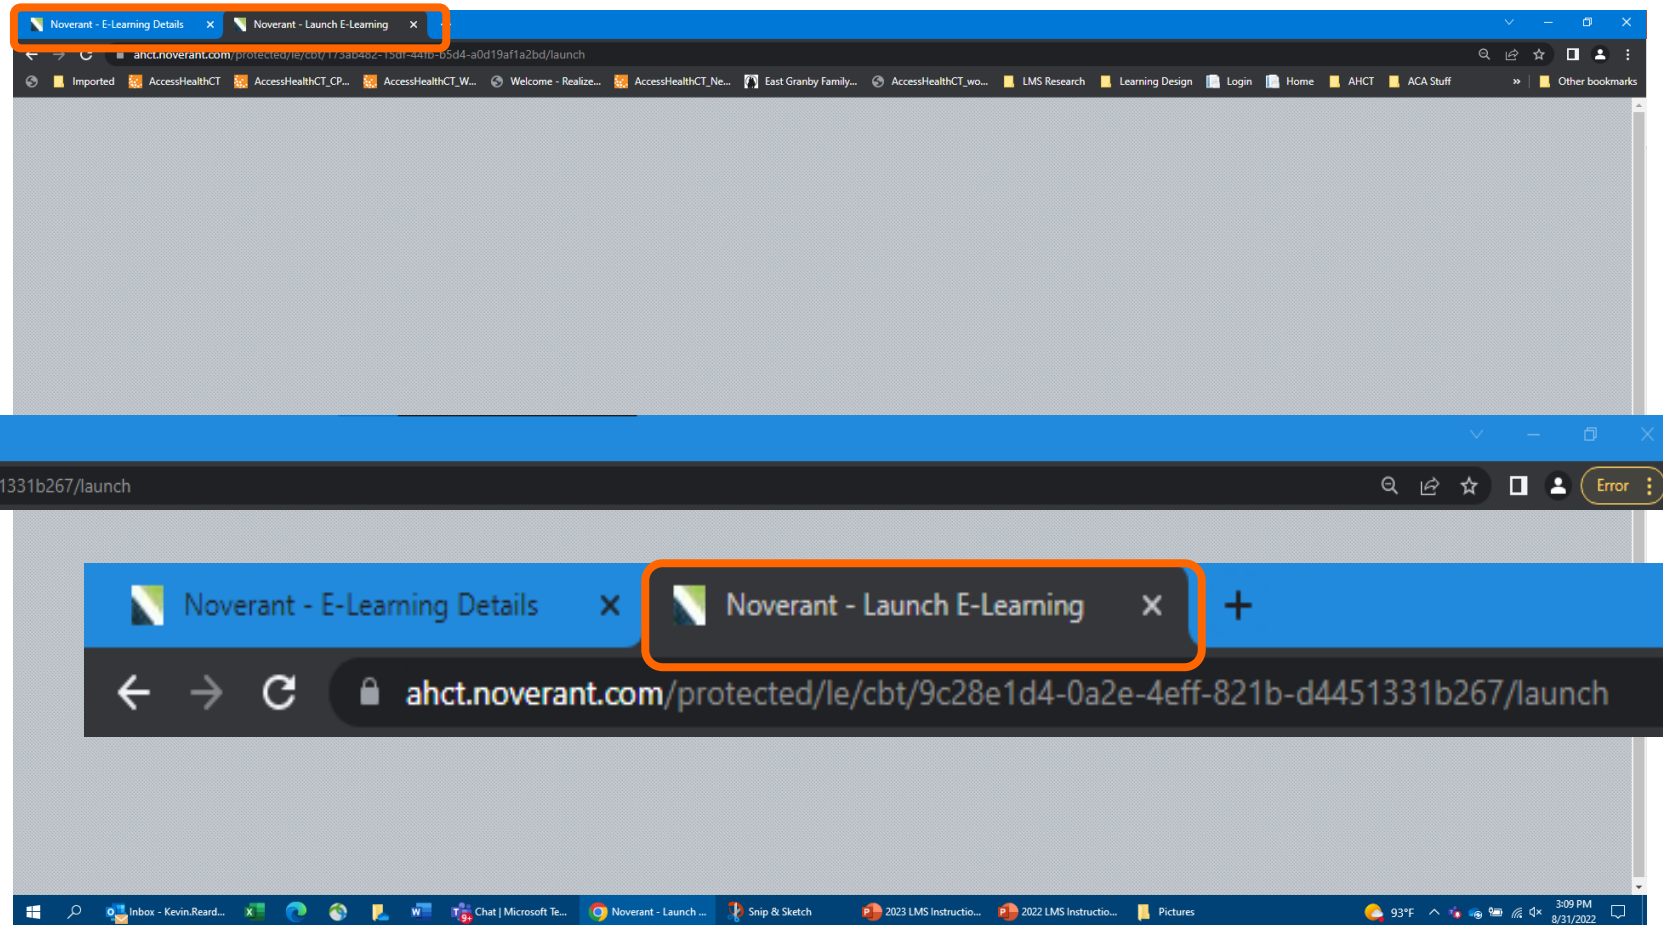 Noverant - E-Learning Details
Noverant - Launch E-Learning
ahct.noverant.com/protected/le/cbt/173ab482-15df-44fb-b5d4-a0d19af1a2bd/launch
Imported AccessHealthCT AccessHealthCT_CP... AccessHealthCT_W... Welcome - Realize... AccessHealthCT_Ne... East Granby Family... AccessHealthCT_wo... LMS Research Learning Design Login Home AHCT ACA Stuff » Other bookmarks
1331b267/launch Error
Noverant - E-Learning Details Noverant - Launch E-Learning
ahct.noverant.com/protected/le/cbt/9c28e1d4-0a2e-4eff-821b-d4451331b267/launch
Inbox - Kevin.Reard... Chat | Microsoft Te... Noverant - Launch ... Snip & Sketch 2023 LMS Instructio... 2022 LMS Instructio... Pictures 93°F 3:09 PM
8/31/2022
9+